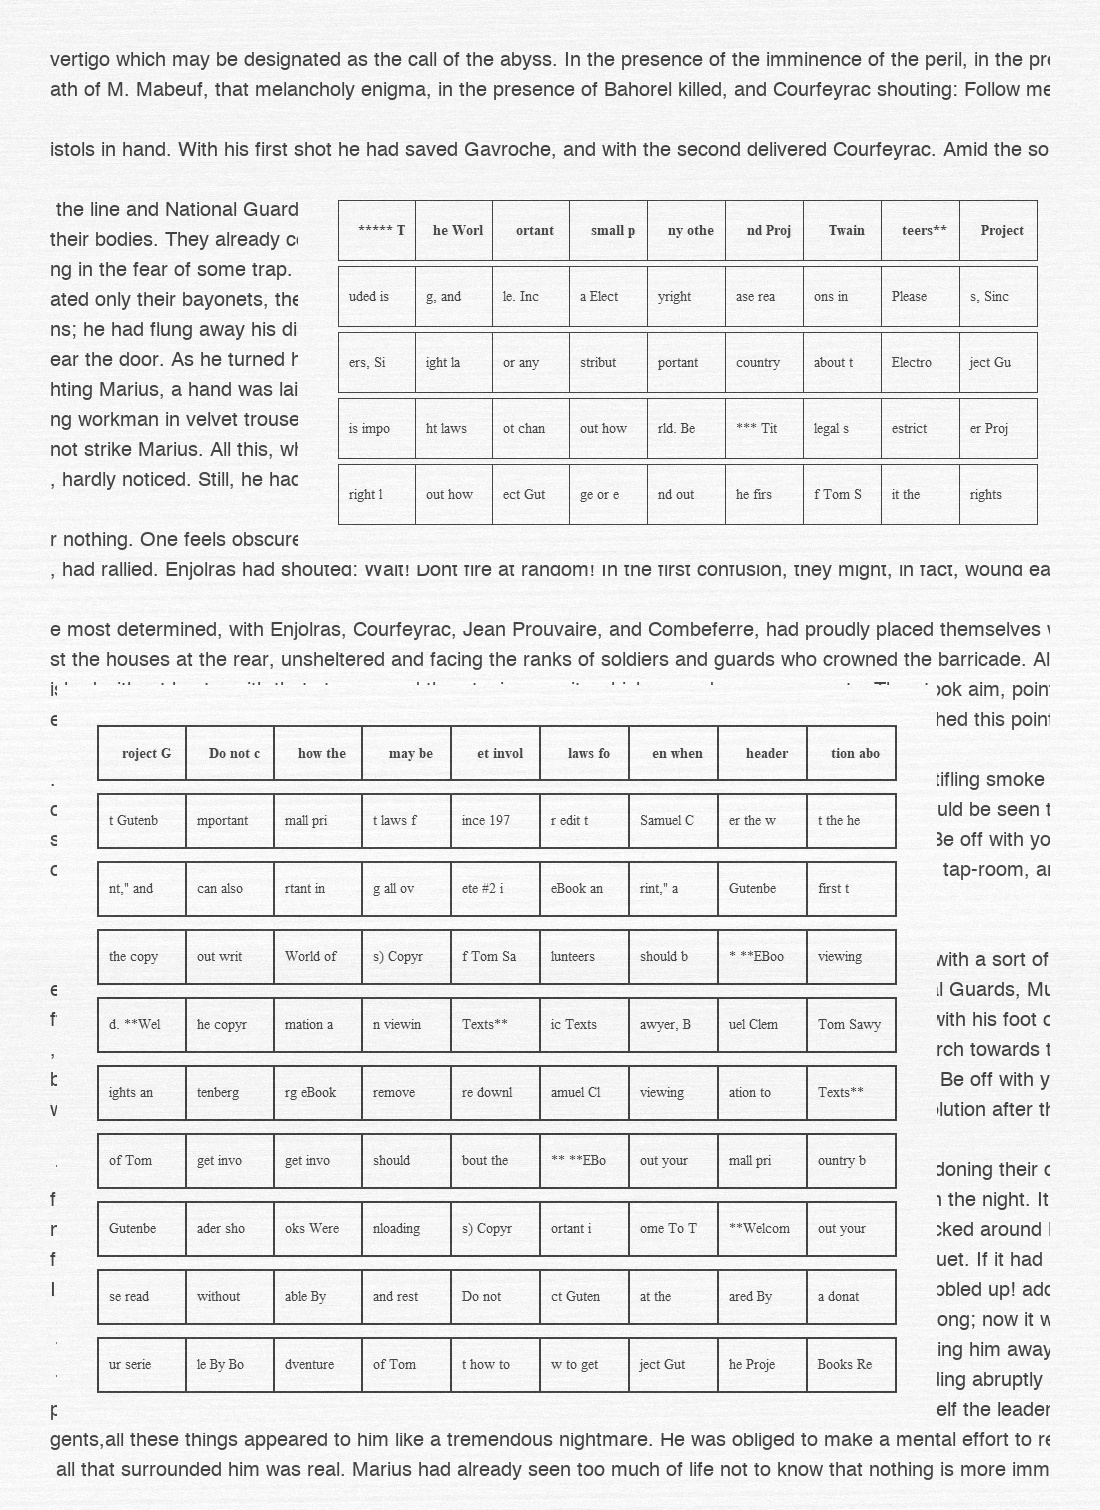 vertigo which may be designated as the call of the abyss. In the presence of the imminence of the peril, in the
ath of M. Mabeuf, that melancholy enigma, in the presence of Bahorel killed, and Courfeyrac shouting: Follow me
istols in hand. With his first shot he had saved Gavroche, and with the second delivered Courfeyrac. Amid the so
the line and National Guard
their bodies. They already
ng in the fear of some trap.
ated only their bayonets, the
ns; he had flung away his di
ear the door. As he turned
hting Marius, a hand was lai
ng workman in velvet trouse
not strike Marius. All this,
, hardly noticed. Still, he
r nothing. One feels obscure
***** T he Worl ortant small p ny othe nd Proj Twain teers** Project
uded is g, and le. Inc a Elect yright ase rea ons in Please s, Sinc
ers, Si ight la or any stribut portant country about t Electro ject Gu
is impo ht laws ot chan out how rld. Be *** Tit legal s estrict er Proj
right l out how ect Gut ge or e nd out he firs f Tom S it the rights
, had rallied. Enjolras had shouted: Wait! Dont fire at random! In the first confusion, they might, in fact, wound ea
e most determined, with Enjolras, Courfeyrac, Jean Prouvaire, and Combeferre, had proudly placed themselves
st the houses at the rear, unsheltered and facing the ranks of soldiers and guards who crowned the barricade. Al
ook aim, poin
hed this point
tifling smoke
uld be seen t
Be off with yo
tap-room, a
with a sort of
l Guards, Mu
with his foot
rch towards t
Be off with y
lution after th
doning their
n the night. It
cked around
uet. If it had
bbled up! add
ong; now it w
ing him away
ling abruptly
elf the leader
roject G Do not c how the may be et invol laws fo en when header tion abo
t Gutenb mportant mall pri t laws f ince 197 r edit t Samuel C er the w t the he
nt," and can also rtant in g all ov ete #2 i eBook an rint," a Gutenbe first t
the copy out writ World of s) Copyr f Tom Sa lunteers should b * **EBoo viewing
d. **Wel he copyr mation a n viewin Texts** ic Texts awyer, B uel Clem Tom Sawy
ights an tenberg rg eBook remove re downl amuel Cl viewing ation to Texts**
of Tom get invo get invo should bout the ** **EBo out your mall pri ountry b
Gutenbe ader sho oks Were nloading s) Copyr ortant i ome To T **Welcom out your
se read without able By and rest Do not ct Guten at the ared By a donat
ur serie le By Bo dventure of Tom t how to w to get ject Gut he Proje Books Re
gents,all these things appeared to him like a tremendous nightmare. He was obliged to make a mental effort to re
all that surrounded him was real. Marius had already seen too much of life not to know that nothing is more imm